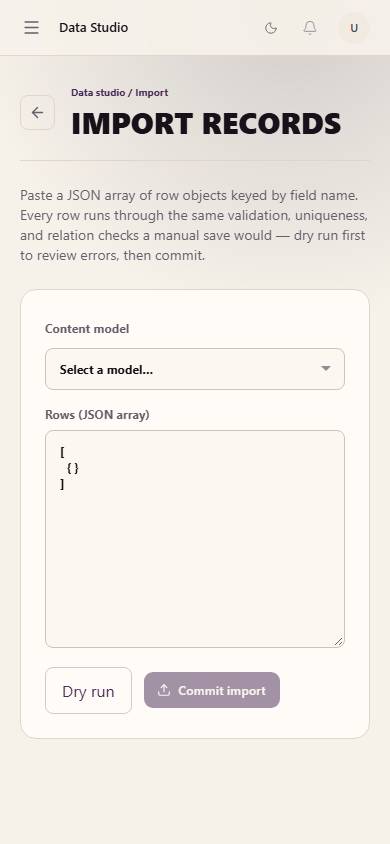 Data Studio
U
Data studio / Import
IMPORT RECORDS
Paste a JSON array of row objects keyed by field name.
Every row runs through the same validation, uniqueness,
and relation checks a manual save would — dry run first
to review errors, then commit.
Content model
Select a model...
Rows (JSON array)
[
  {}
]
Dry run
Commit import